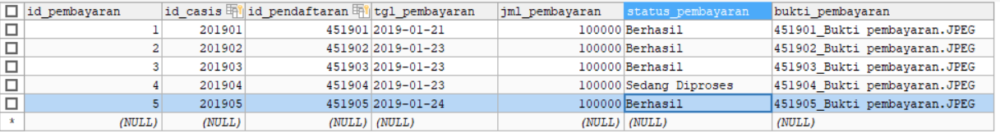 id_pembayaran id_casis id_pendaftaran tgl_pembayaran jml_pembayaran status_pembayaran bukti_pembayaran
1 201901 451901 2019-01-21 100000 Berhasil 451901_Bukti pembayaran.JPEG
2 201902 451902 2019-01-23 100000 Berhasil 451902_Bukti pembayaran.JPEG
3 201903 451903 2019-01-23 100000 Berhasil 451903_Bukti pembayaran.JPEG
4 201904 451904 2019-01-23 100000 Sedang Diproses 451904_Bukti pembayaran.JPEG
5 201905 451905 2019-01-24 100000 Berhasil 451905_Bukti pembayaran.JPEG
* (NULL) (NULL) (NULL) (NULL) (NULL) (NULL) (NULL)